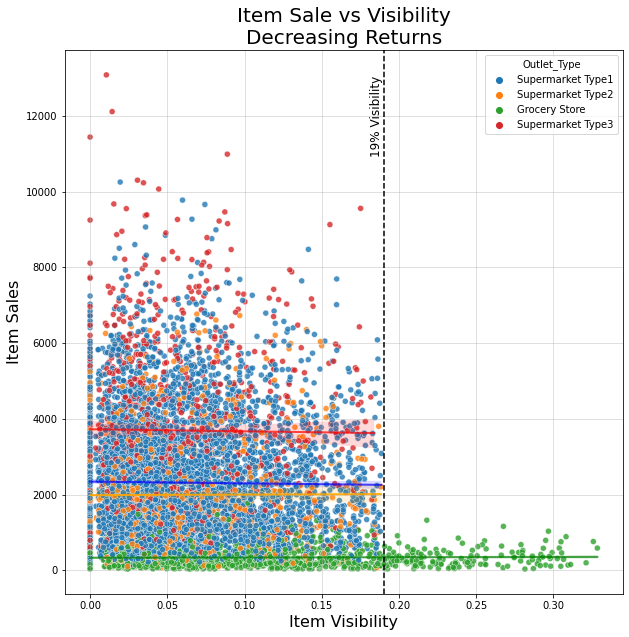 Item Sale vs Visibility
Decreasing Returns
Outlet_Type
Supermarket Type1
Supermarket Type2
Grocery Store
Supermarket Type3
19% Visibility
Item Sales
12000
10000
8000
6000
4000
2000
0
0.00 0.05 0.10 0.15 0.20 0.25 0.30
Item Visibility